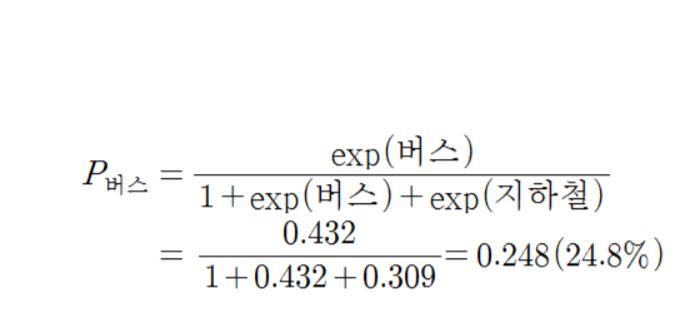 P버스 = exp(버스) / 1+exp(버스)+exp(지하철)
= 0.432 / 1+0.432+0.309 = 0.248(24.8%)